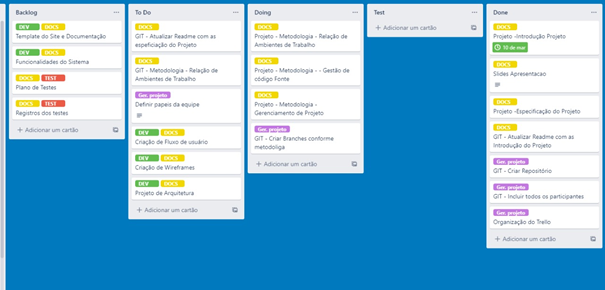 Backlog
DEV DOCS
Template do Site e Documentação
DEV DOCS
Funcionalidades do Sistema
DOCS TEST
Plano de Testes
DOCS TEST
Registros dos testes
+ Adicionar um cartão
To Do
DOCS
GIT - Atualizar Readme com as
espeficiação do Projeto
DOCS
GIT - Metodologia - Relação de
Ambientes de Trabalho
Ger. projeto
Definir papeis da equipe
DEV DOCS
Criação de Fluxo de usuário
DEV DOCS
Criação de Wireframes
DEV DOCS
Projeto de Arquitetura
+ Adicionar um cartão
Doing
DOCS
Projeto - Metodologia - Relação de
Ambientes de Trabalho
DOCS
Projeto - Metodologia - - Gestão de
código Fonte
DOCS
Projeto - Metodologia -
Gerenciamento de Projeto
Ger. projeto
GIT - Criar Branches conforme
metodoliga
+ Adicionar um cartão
Test
+ Adicionar um cartão
Done
DOCS
Projeto -Introdução Projeto
10 de mar
DOCS
Slides Apresentacao
DOCS
Projeto -Especificação do Projeto
DOCS
GIT - Atualizar Readme com as
Introdução do Projeto
Ger. projeto
GIT - Criar Repositório
Ger. projeto
GIT - Incluir todos os participantes
Ger. projeto
Organização do Trello
+ Adicionar um cartão